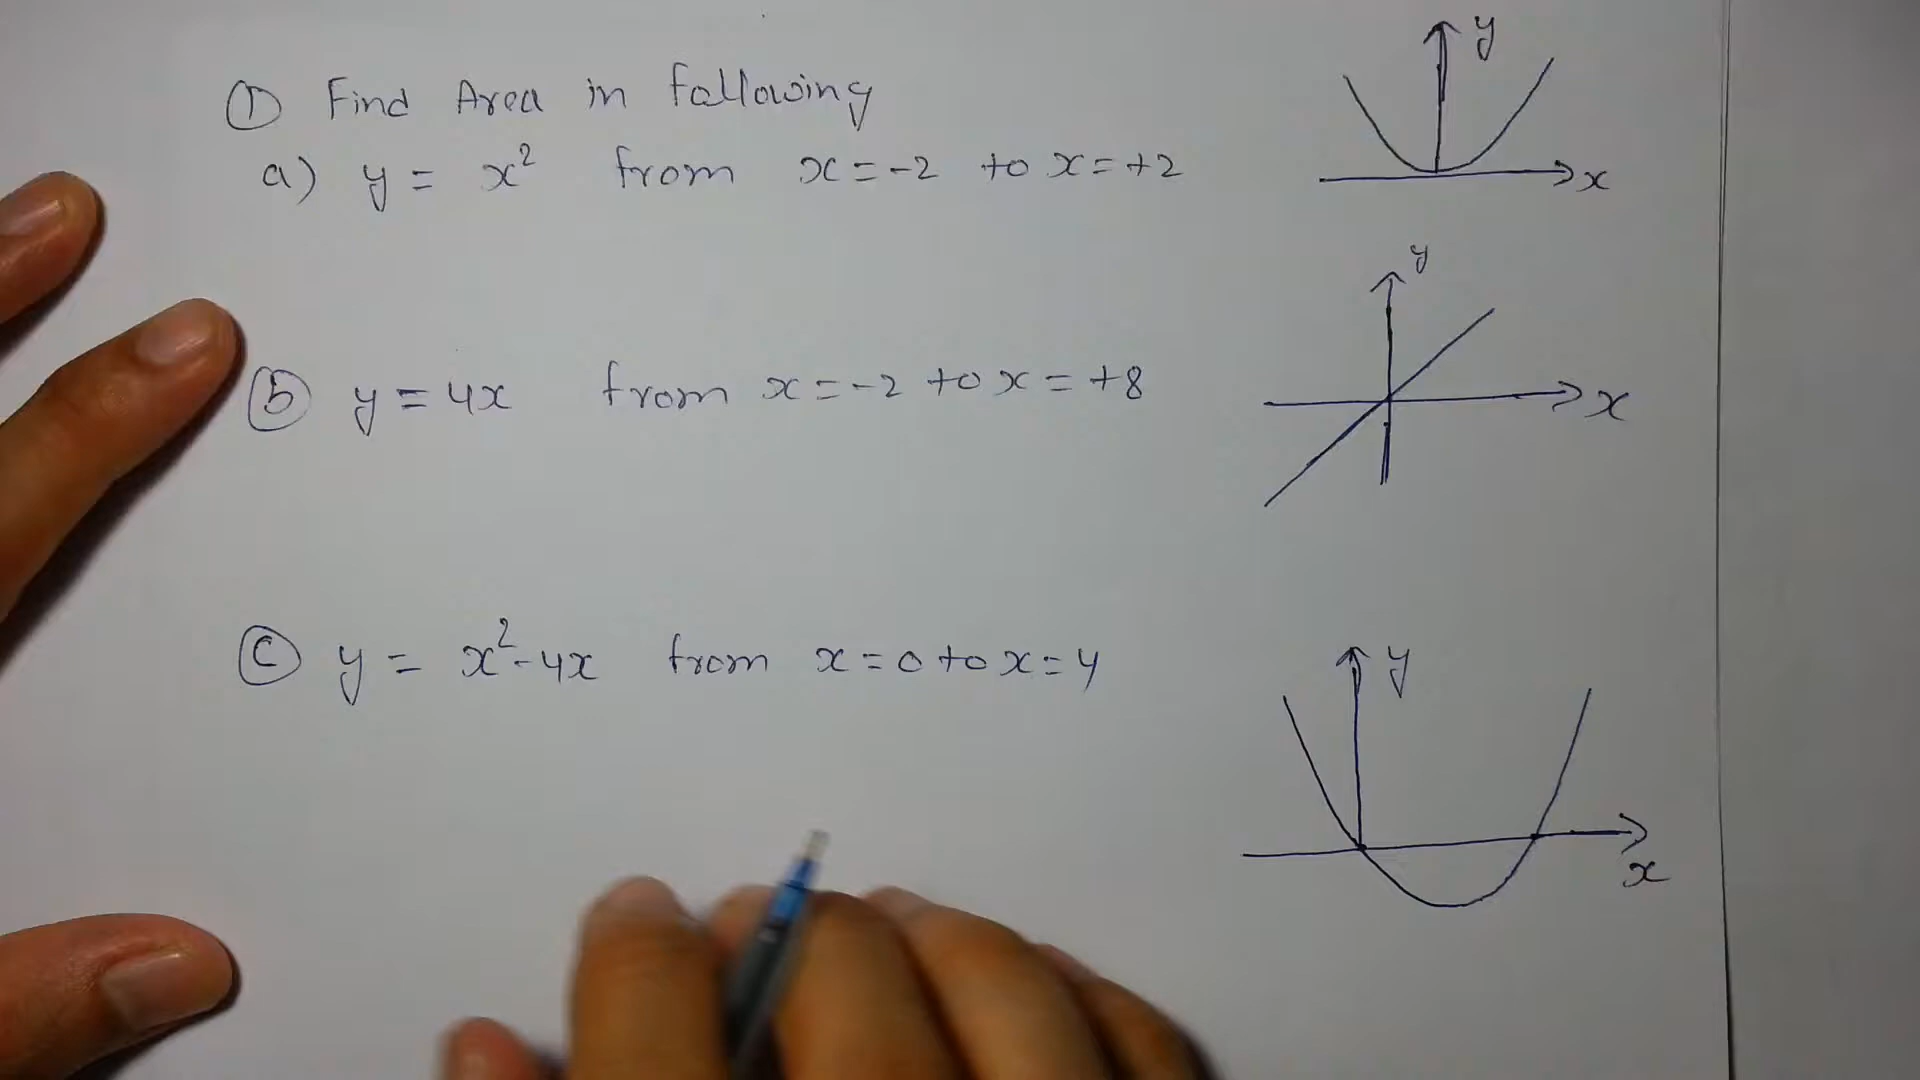 ① Find Area in following
a) y = x² from x = -2 to x = +2
ⓑ y = 4x from x = -2 to x = +8
ⓒ y = x² - 4x from x = 0 to x = 4
y
x
y
x
y
x